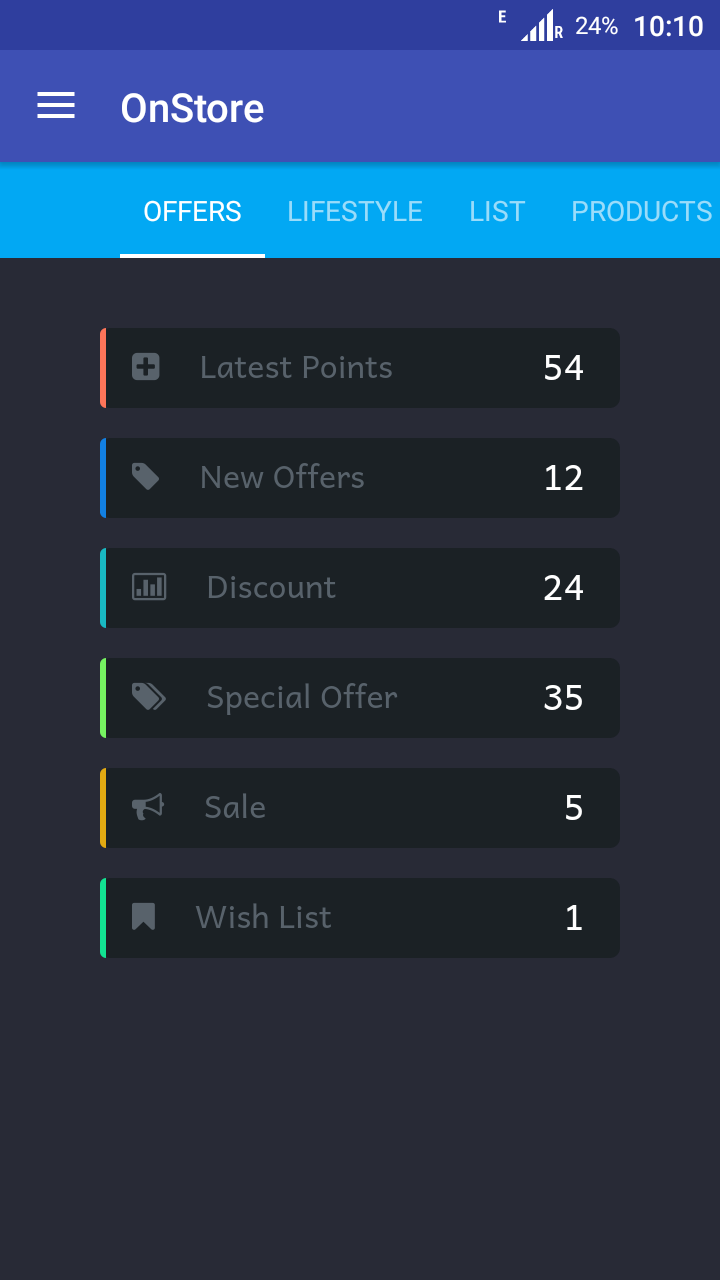 E R 24% 10:10
OnStore
OFFERS LIFESTYLE LIST PRODUCTS
Latest Points 54
New Offers 12
Discount 24
Special Offer 35
Sale 5
Wish List 1